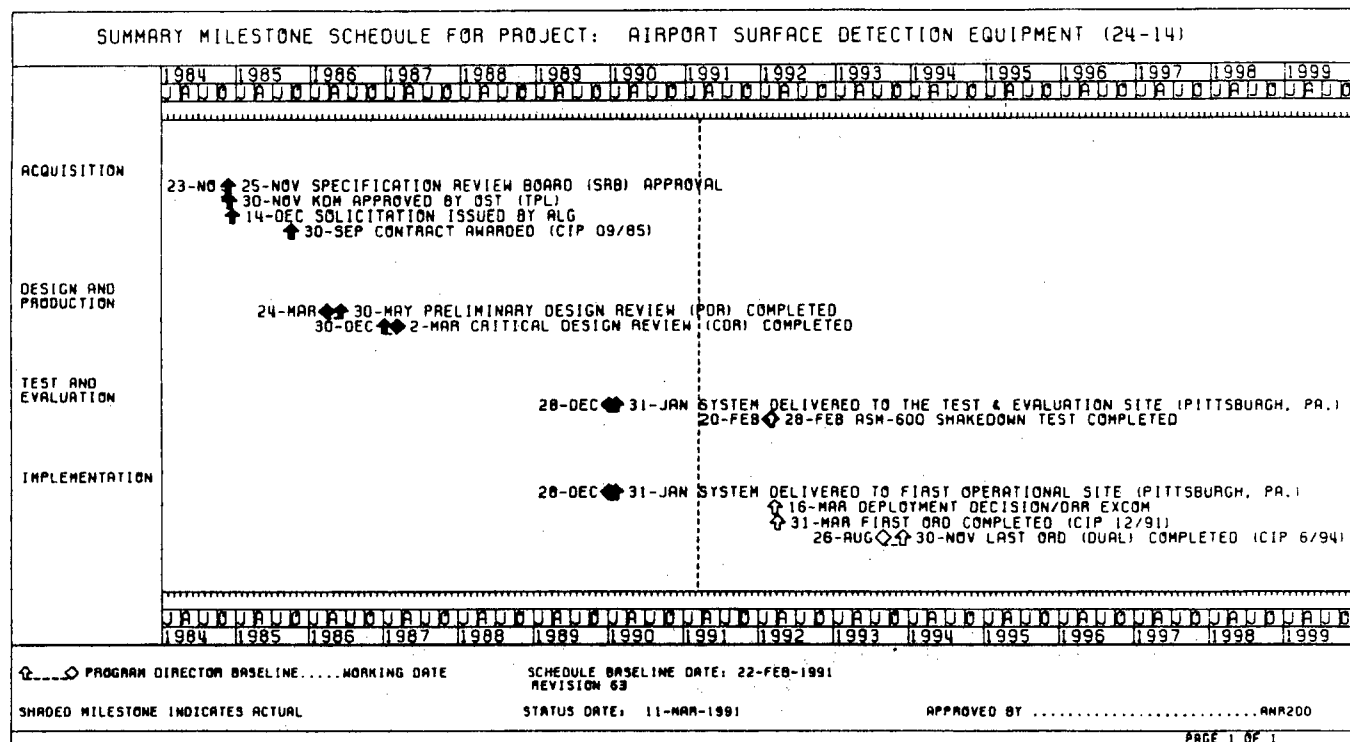 SUMMARY MILESTONE SCHEDULE FOR PROJECT: AIRPORT SURFACE DETECTION EQUIPMENT (24-14)
1984 1985 1986 1987 1988 1989 1990 1991 1992 1993 1994 1995 1996 1997 1998 1999
J A J O J A J O J A J O J A J O J A J O J A J O J A J O J A J O J A J O J A J O J A J O J A J O J A J O J A J O J A J O J A J O
ACQUISITION
23-NO 25-NOV SPECIFICATION REVIEW BOARD (SRB) APPROVAL
30-NOV KDM APPROVED BY OST (TPL)
14-DEC SOLICITATION ISSUED BY ALG
30-SEP CONTRACT AWARDED (CIP 09/85)
DESIGN AND
PRODUCTION
24-MAR 30-MAY PRELIMINARY DESIGN REVIEW (PDR) COMPLETED
30-DEC 2-MAR CRITICAL DESIGN REVIEW (CDR) COMPLETED
TEST AND
EVALUATION
28-DEC 31-JAN SYSTEM DELIVERED TO THE TEST & EVALUATION SITE (PITTSBURGH, PA.)
20-FEB 28-FEB ASM-600 SHAKEDOWN TEST COMPLETED
IMPLEMENTATION
28-DEC 31-JAN SYSTEM DELIVERED TO FIRST OPERATIONAL SITE (PITTSBURGH, PA.)
16-MAR DEPLOYMENT DECISION/DRR EXCOM
31-MAR FIRST ORD COMPLETED (CIP 12/91)
26-AUG 30-NOV LAST ORD (DUAL) COMPLETED (CIP 6/94)
J A J O J A J O J A J O J A J O J A J O J A J O J A J O J A J O J A J O J A J O J A J O J A J O J A J O J A J O J A J O J A J O
1984 1985 1986 1987 1988 1989 1990 1991 1992 1993 1994 1995 1996 1997 1998 1999
PROGRAM DIRECTOR BASELINE.....WORKING DATE
SCHEDULE BASELINE DATE: 22-FEB-1991
REVISION 63
SHADED MILESTONE INDICATES ACTUAL
STATUS DATE: 11-MAR-1991
APPROVED BY ..........................ANR200
PAGE 1 OF 1